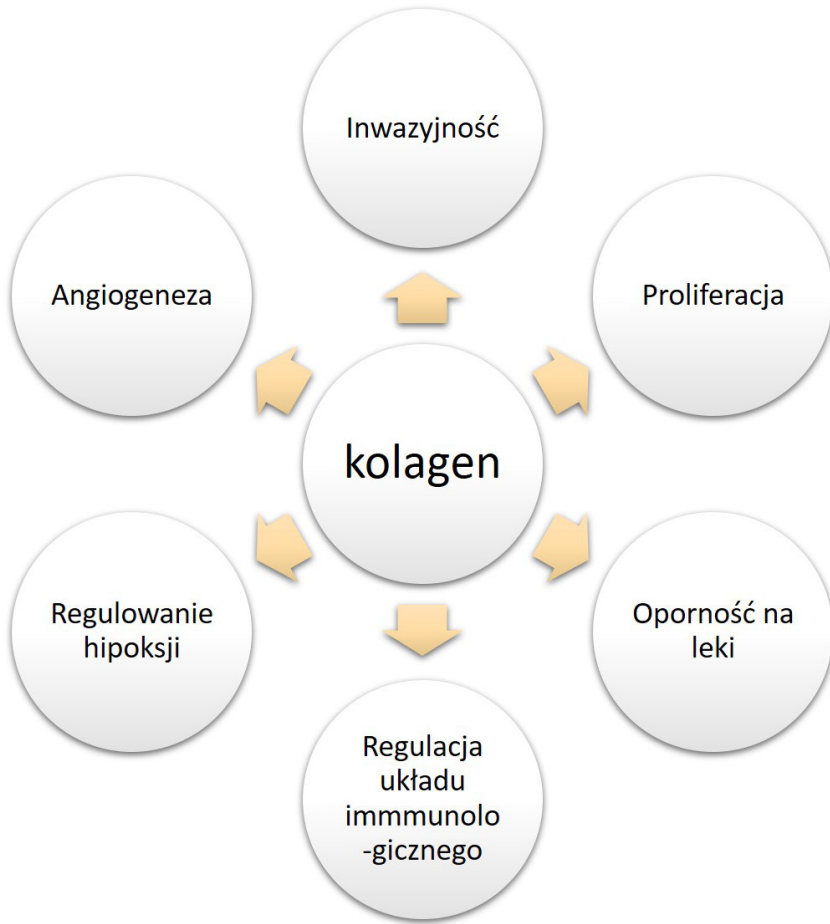 Inwazyjność
Angiogeneza
Proliferacja
kolagen
Regulowanie
hipoksji
Oporność na
leki
Regulacja
układu
immmunolo
-gicznego